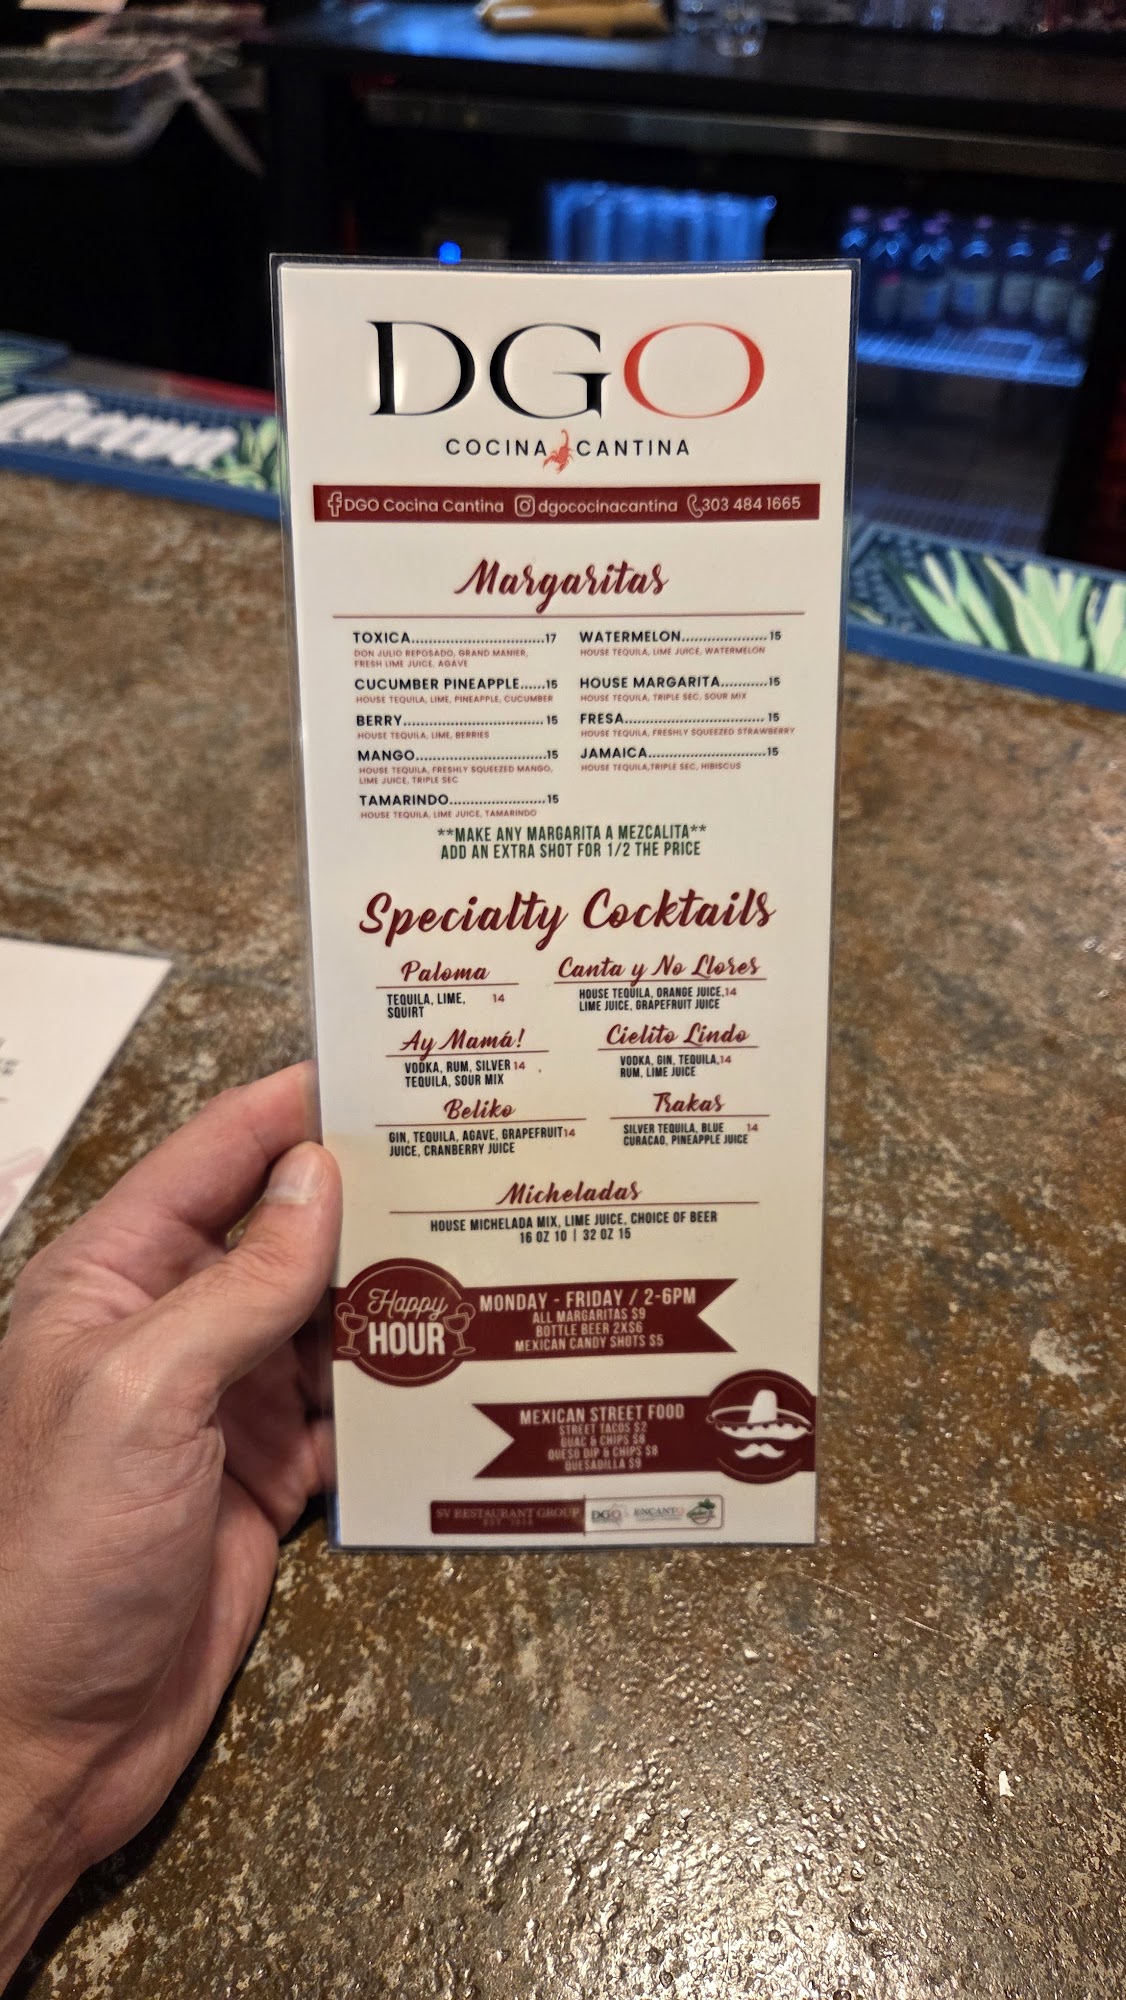 DGO
COCINA CANTINA
DGO Cocina Cantina dgococinacantina 303 484 1665
Margaritas
TOXICA..............................17
DON JULIO REPOSADO, GRAND MANIER,
FRESH LIME JUICE, AGAVE
CUCUMBER PINEAPPLE......15
HOUSE TEQUILA, LIME, PINEAPPLE, CUCUMBER
BERRY................................15
HOUSE TEQUILA, LIME, BERRIES
MANGO..............................15
HOUSE TEQUILA, FRESHLY SQUEEZED MANGO,
LIME JUICE, TRIPLE SEC
TAMARINDO......................15
HOUSE TEQUILA, LIME JUICE, TAMARINDO
WATERMELON.....................15
HOUSE TEQUILA, LIME JUICE, WATERMELON
HOUSE MARGARITA...........15
HOUSE TEQUILA, TRIPLE SEC, SOUR MIX
FRESA................................15
HOUSE TEQUILA, FRESHLY SQUEEZED STRAWBERRY
JAMAICA...........................15
HOUSE TEQUILA,TRIPLE SEC, HIBISCUS
**MAKE ANY MARGARITA A MEZCALITA**
ADD AN EXTRA SHOT FOR 1/2 THE PRICE
Specialty Cocktails
Paloma
TEQUILA, LIME, 14
SQUIRT
Canta y No Llores
HOUSE TEQUILA, ORANGE JUICE,14
LIME JUICE, GRAPEFRUIT JUICE
Ay Mamá!
VODKA, RUM, SILVER 14
TEQUILA, SOUR MIX
Cielito Lindo
VODKA, GIN, TEQUILA,14
RUM, LIME JUICE
Beliko
GIN, TEQUILA, AGAVE, GRAPEFRUIT14
JUICE, CRANBERRY JUICE
Trakas
SILVER TEQUILA, BLUE 14
CURACAO, PINEAPPLE JUICE
Micheladas
HOUSE MICHELADA MIX, LIME JUICE, CHOICE OF BEER
16 OZ 10 | 32 OZ 15
Happy
HOUR
MONDAY - FRIDAY / 2-6PM
ALL MARGARITAS $9
BOTTLE BEER 2X$6
MEXICAN CANDY SHOTS $5
MEXICAN STREET FOOD
STREET TACOS $2
GUAC & CHIPS $8
QUESO DIP & CHIPS $8
QUESADILLA $9
SV RESTAURANT GROUP
DGO ENCANTO